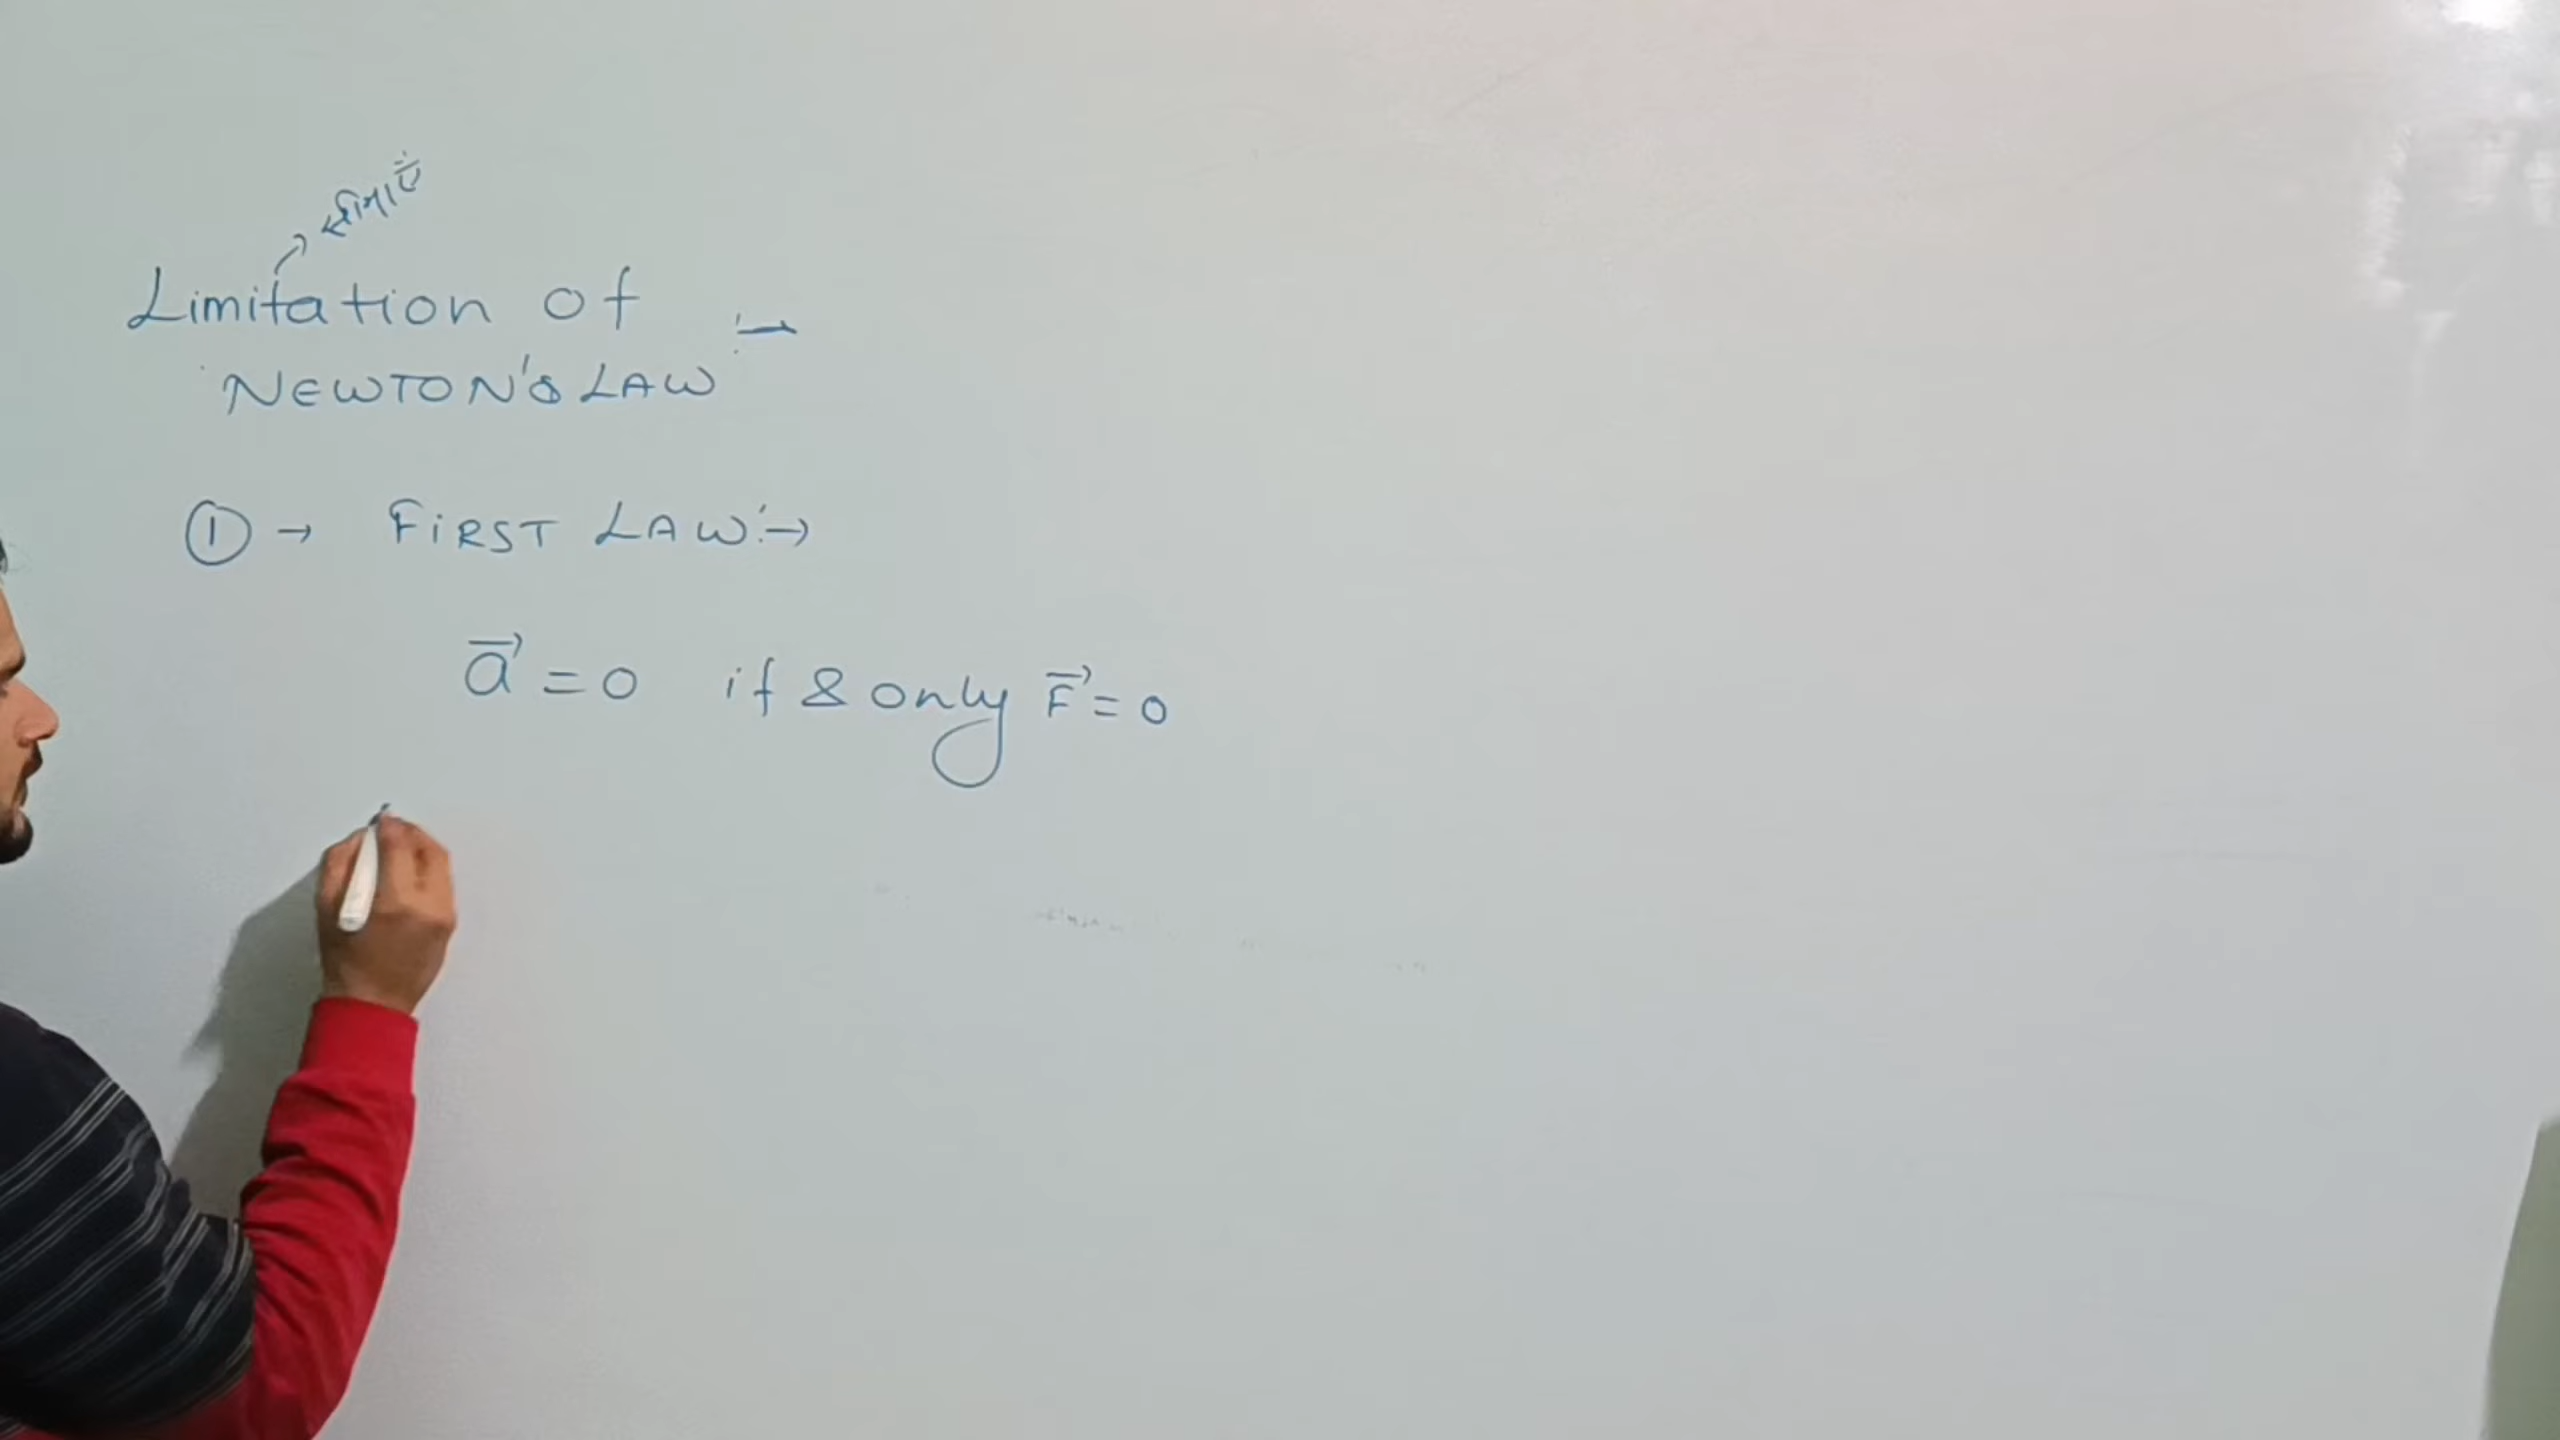 सीमाएं
Limitation of :-
NEWTON'S LAW
① → FIRST LAW :→
a⃗ = 0 if & only F⃗ = 0